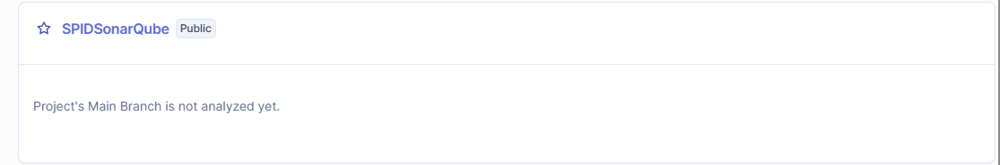 SPIDSonarQube Public
Project's Main Branch is not analyzed yet.